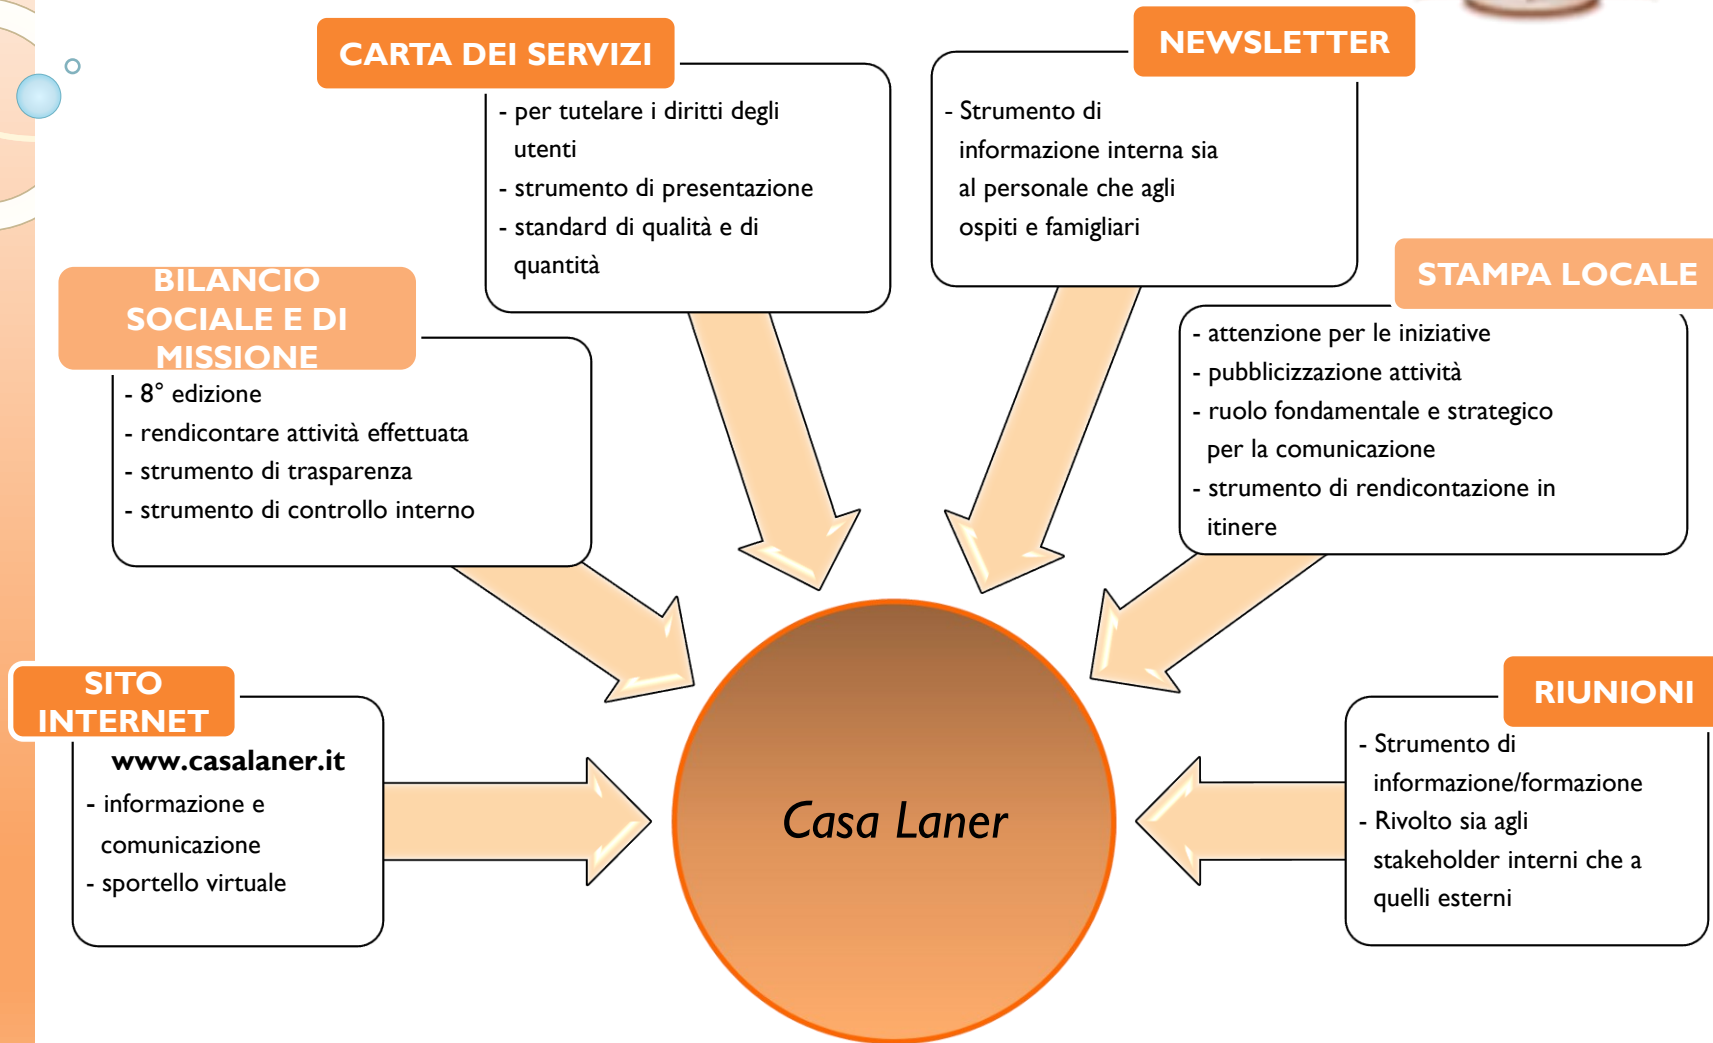 CARTA DEI SERVIZI
- per tutelare i diritti degli
utenti
- strumento di presentazione
- standard di qualità e di
quantità
NEWSLETTER
- Strumento di
informazione interna sia
al personale che agli
ospiti e famigliari
BILANCIO
SOCIALE E DI
MISSIONE
- 8° edizione
- rendicontare attività effettuata
- strumento di trasparenza
- strumento di controllo interno
STAMPA LOCALE
- attenzione per le iniziative
- pubblicizzazione attività
- ruolo fondamentale e strategico
per la comunicazione
- strumento di rendicontazione in
itinere
SITO
INTERNET
www.casalaner.it
- informazione e
comunicazione
- sportello virtuale
Casa Laner
RIUNIONI
- Strumento di
informazione/formazione
- Rivolto sia agli
stakeholder interni che a
quelli esterni